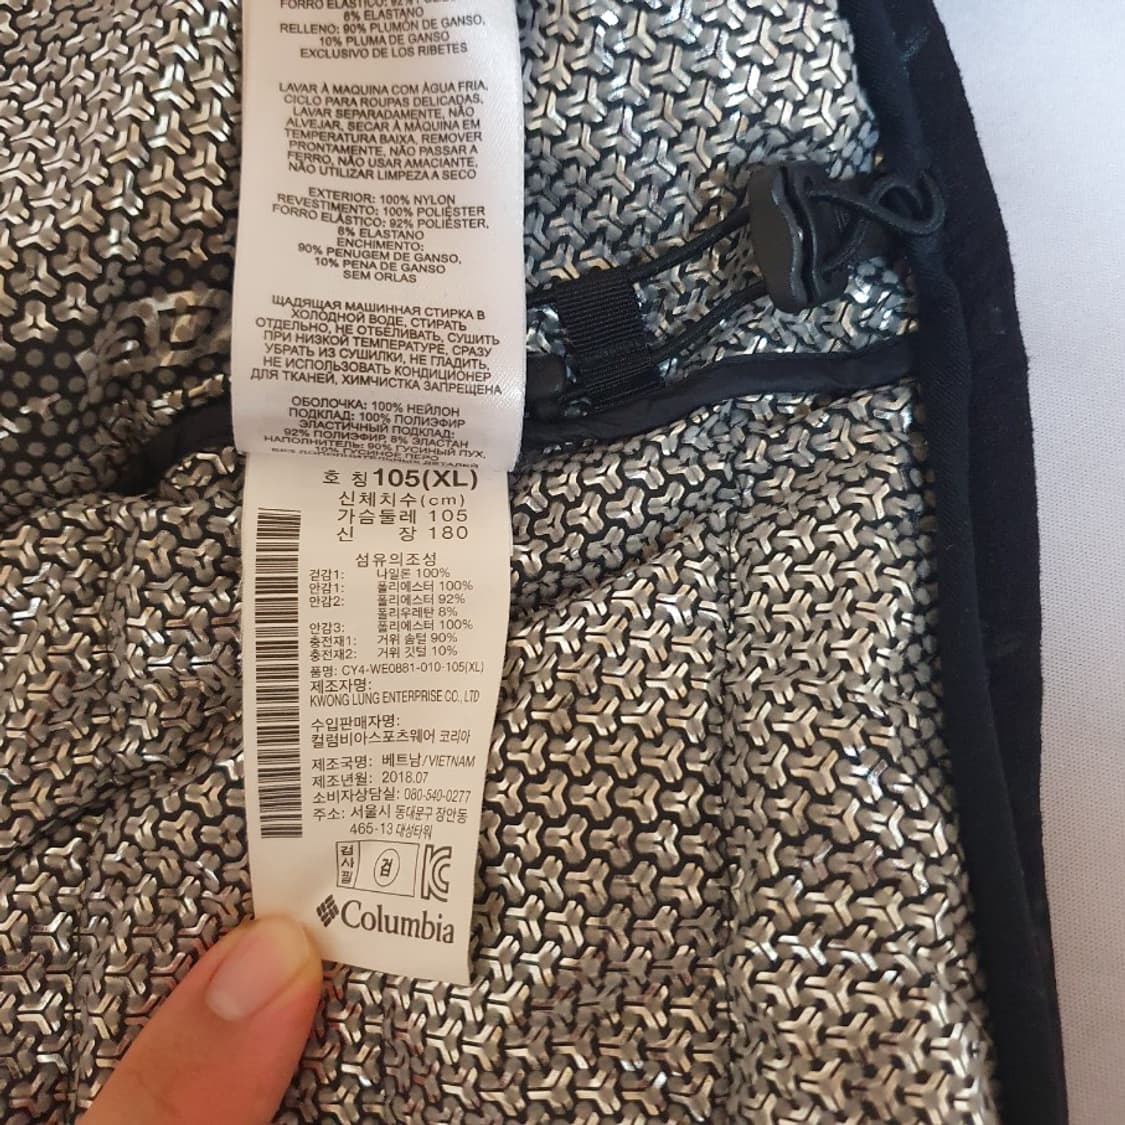 FORRO ELÁSTICO: 92%
8% ELASTANO
RELLENO: 90% PLUMÓN DE GANSO,
10% PLUMA DE GANSO
EXCLUSIVO DE LOS RIBETES
LAVAR À MAQUINA COM ÁGUA FRIA,
CICLO PARA ROUPAS DELICADAS,
LAVAR SEPARADAMENTE, NÃO
ALVEJAR, SECAR À MÁQUINA EM
TEMPERATURA BAIXA, REMOVER
PRONTAMENTE, NÃO PASSAR A
FERRO, NÃO USAR AMACIANTE,
NÃO UTILIZAR LIMPEZA A SECO
EXTERIOR: 100% NYLON
REVESTIMENTO: 100% POLIÉSTER
FORRO ELÁSTICO: 92% POLIÉSTER,
8% ELASTANO
ENCHIMENTO:
90% PENUGEM DE GANSO,
10% PENA DE GANSO
SEM ORLAS
ЩАДЯЩАЯ МАШИННАЯ СТИРКА В
ХОЛОДНОЙ ВОДЕ, СТИРАТЬ
ОТДЕЛЬНО, НЕ ОТБЕЛИВАТЬ, СУШИТЬ
ПРИ НИЗКОЙ ТЕМПЕРАТУРЕ, СРАЗУ
УБРАТЬ ИЗ СУШИЛКИ, НЕ ГЛАДИТЬ,
НЕ ИСПОЛЬЗОВАТЬ КОНДИЦИОНЕР
ДЛЯ ТКАНЕЙ, ХИМЧИСТКА ЗАПРЕЩЕНА
ОБОЛОЧКА: 100% НЕЙЛОН
ПОДКЛАД: 100% ПОЛИЭФИР
ЭЛАСТИЧНЫЙ ПОДКЛАД:
92% ПОЛИЭФИР, 8% ЭЛАСТАН
НАПОЛНИТЕЛЬ: 90% ГУСИНЫЙ ПУХ,
10% ГУСИНОЕ ПЕРО
БЕЗ ДОПОЛНИТЕЛЬНЫХ ДЕТАЛЕЙ
호 칭 105(XL)
신체치수(cm)
가슴둘레 105
신 장 180
섬유의조성
겉감1: 나일론 100%
안감1: 폴리에스터 100%
안감2: 폴리에스터 92%
폴리우레탄 8%
안감3: 폴리에스터 100%
충전재1: 거위 솜털 90%
충전재2: 거위 깃털 10%
품명: CY4-WE0881-010-105(XL)
제조자명:
KWONG LUNG ENTERPRISE CO., LTD
수입판매자명:
컬럼비아스포츠웨어 코리아
제조국명: 베트남/VIETNAM
제조년월: 2018.07
소비자상담실: 080-540-0277
주소: 서울시 동대문구 장안동
465-13 대성타워
검사필 검
Columbia